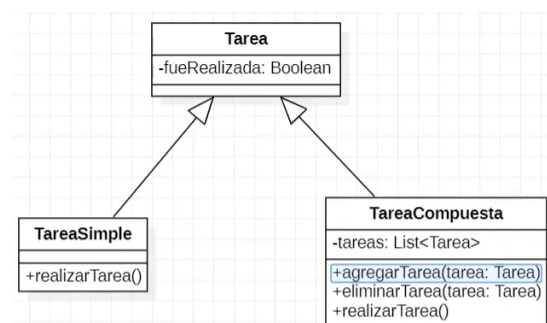 Tarea
-fueRealizada: Boolean
TareaSimple
+realizarTarea()
TareaCompuesta
-tareas: List<Tarea>
+agregarTarea(tarea: Tarea)
+eliminarTarea(tarea: Tarea)
+realizarTarea()